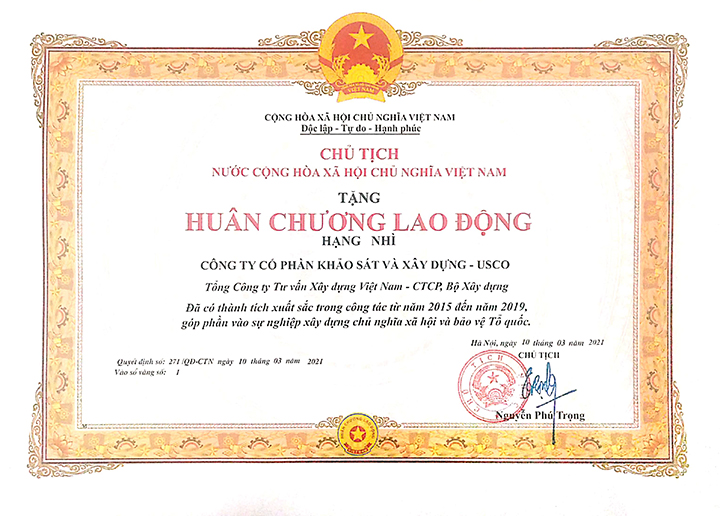 VIỆT NAM
CỘNG HÒA XÃ HỘI CHỦ NGHĨA VIỆT NAM
Độc lập - Tự do - Hạnh phúc
CHỦ TỊCH
NƯỚC CỘNG HÒA XÃ HỘI CHỦ NGHĨA VIỆT NAM
TẶNG
HUÂN CHƯƠNG LAO ĐỘNG
HẠNG NHÌ
CÔNG TY CỔ PHẦN KHẢO SÁT VÀ XÂY DỰNG - USCO
Tổng Công ty Tư vấn Xây dựng Việt Nam - CTCP, Bộ Xây dựng
Đã có thành tích xuất sắc trong công tác từ năm 2015 đến năm 2019,
góp phần vào sự nghiệp xây dựng chủ nghĩa xã hội và bảo vệ Tổ quốc.
Hà Nội, ngày 10 tháng 03 năm 2021
CHỦ TỊCH
Quyết định số: 271/QĐ-CTN ngày 10 tháng 03 năm 2021
Vào sổ vàng số: 1
CHỦ TỊCH
Nguyễn Phú Trọng